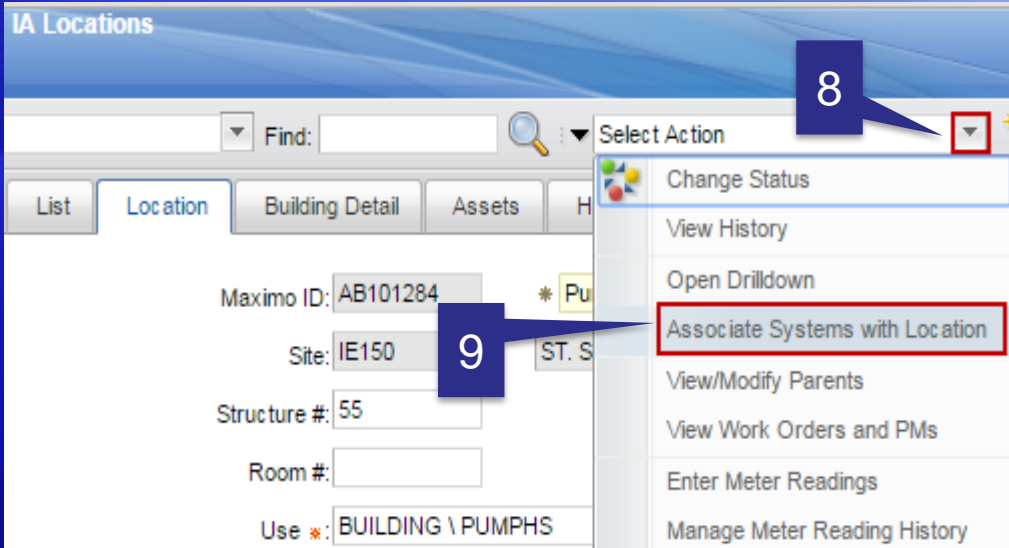 IA Locations
8
Find: Select Action
List Location Building Detail Assets H
Change Status
View History
Maximo ID: AB101284 * Pu
Open Drilldown
Site: IE150 ST. S
9
Associate Systems with Location
Structure #: 55
View/Modify Parents
View Work Orders and PMs
Room #:
Enter Meter Readings
Use *: BUILDING \ PUMPHS
Manage Meter Reading History